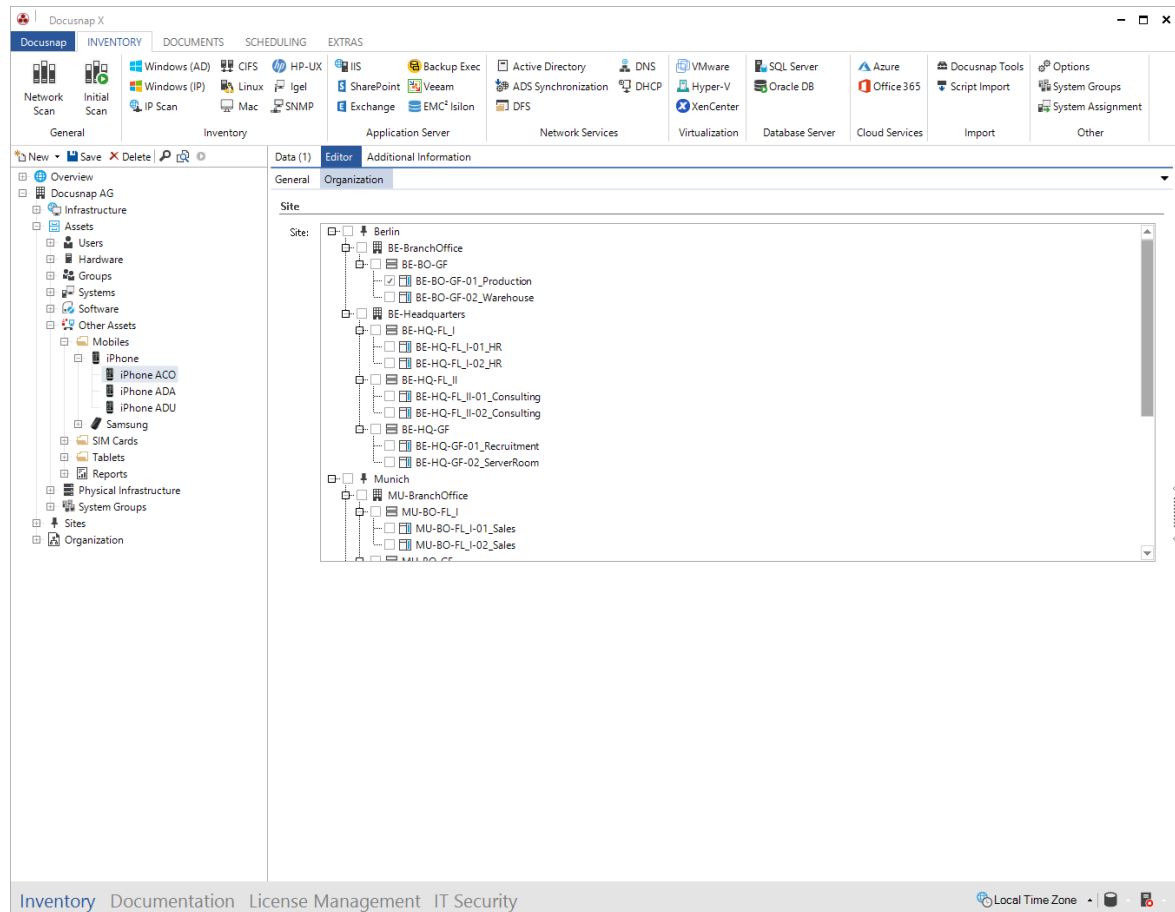 Docusnap X
Docusnap INVENTORY DOCUMENTS SCHEDULING EXTRAS
Network Scan
Initial Scan
General
Windows (AD) CIFS HP-UX
Windows (IP) Linux Igel
IP Scan Mac SNMP
Inventory
IIS Backup Exec
SharePoint Veeam
Exchange EMC² Isilon
Application Server
Active Directory DNS
ADS Synchronization DHCP
DFS
Network Services
VMware
Hyper-V
XenCenter
Virtualization
SQL Server
Oracle DB
Database Server
Azure
Office 365
Cloud Services
Docusnap Tools
Script Import
Import
Options
System Groups
System Assignment
Other
New Save Delete
Overview
Docusnap AG
Infrastructure
Assets
Users
Hardware
Groups
Systems
Software
Other Assets
Mobiles
iPhone
iPhone ACO
iPhone ADA
iPhone ADU
Samsung
SIM Cards
Tablets
Reports
Physical Infrastructure
System Groups
Sites
Organization
Data (1) Editor Additional Information
General Organization
Site
Site:
Berlin
BE-BranchOffice
BE-BO-GF
BE-BO-GF-01_Production
BE-BO-GF-02_Warehouse
BE-Headquarters
BE-HQ-FL_I
BE-HQ-FL_I-01_HR
BE-HQ-FL_I-02_HR
BE-HQ-FL_II
BE-HQ-FL_II-01_Consulting
BE-HQ-FL_II-02_Consulting
BE-HQ-GF
BE-HQ-GF-01_Recruitment
BE-HQ-GF-02_ServerRoom
Munich
MU-BranchOffice
MU-BO-FL_I
MU-BO-FL_I-01_Sales
MU-BO-FL_I-02_Sales
MU-BO-GF
Inventory Documentation License Management IT Security
Local Time Zone